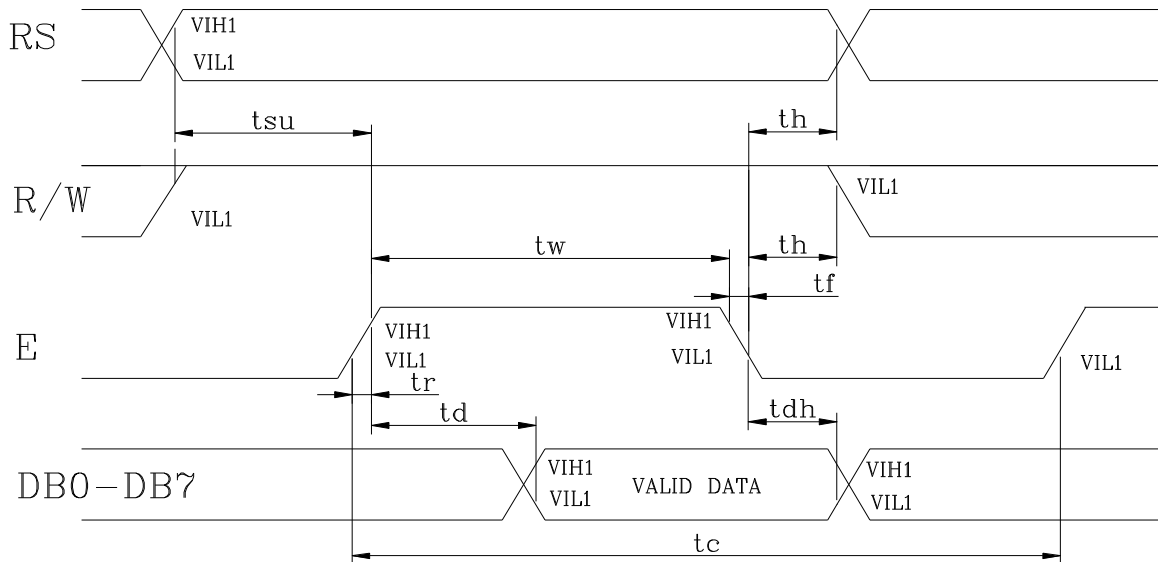 RS
VIH1
VIL1
tsu
th
R/W
VIL1
VIL1
tw
th
tf
E
VIH1
VIL1
VIH1
VIL1
VIL1
tr
td
tdh
DB0-DB7
VIH1
VIL1
VALID DATA
VIH1
VIL1
tc